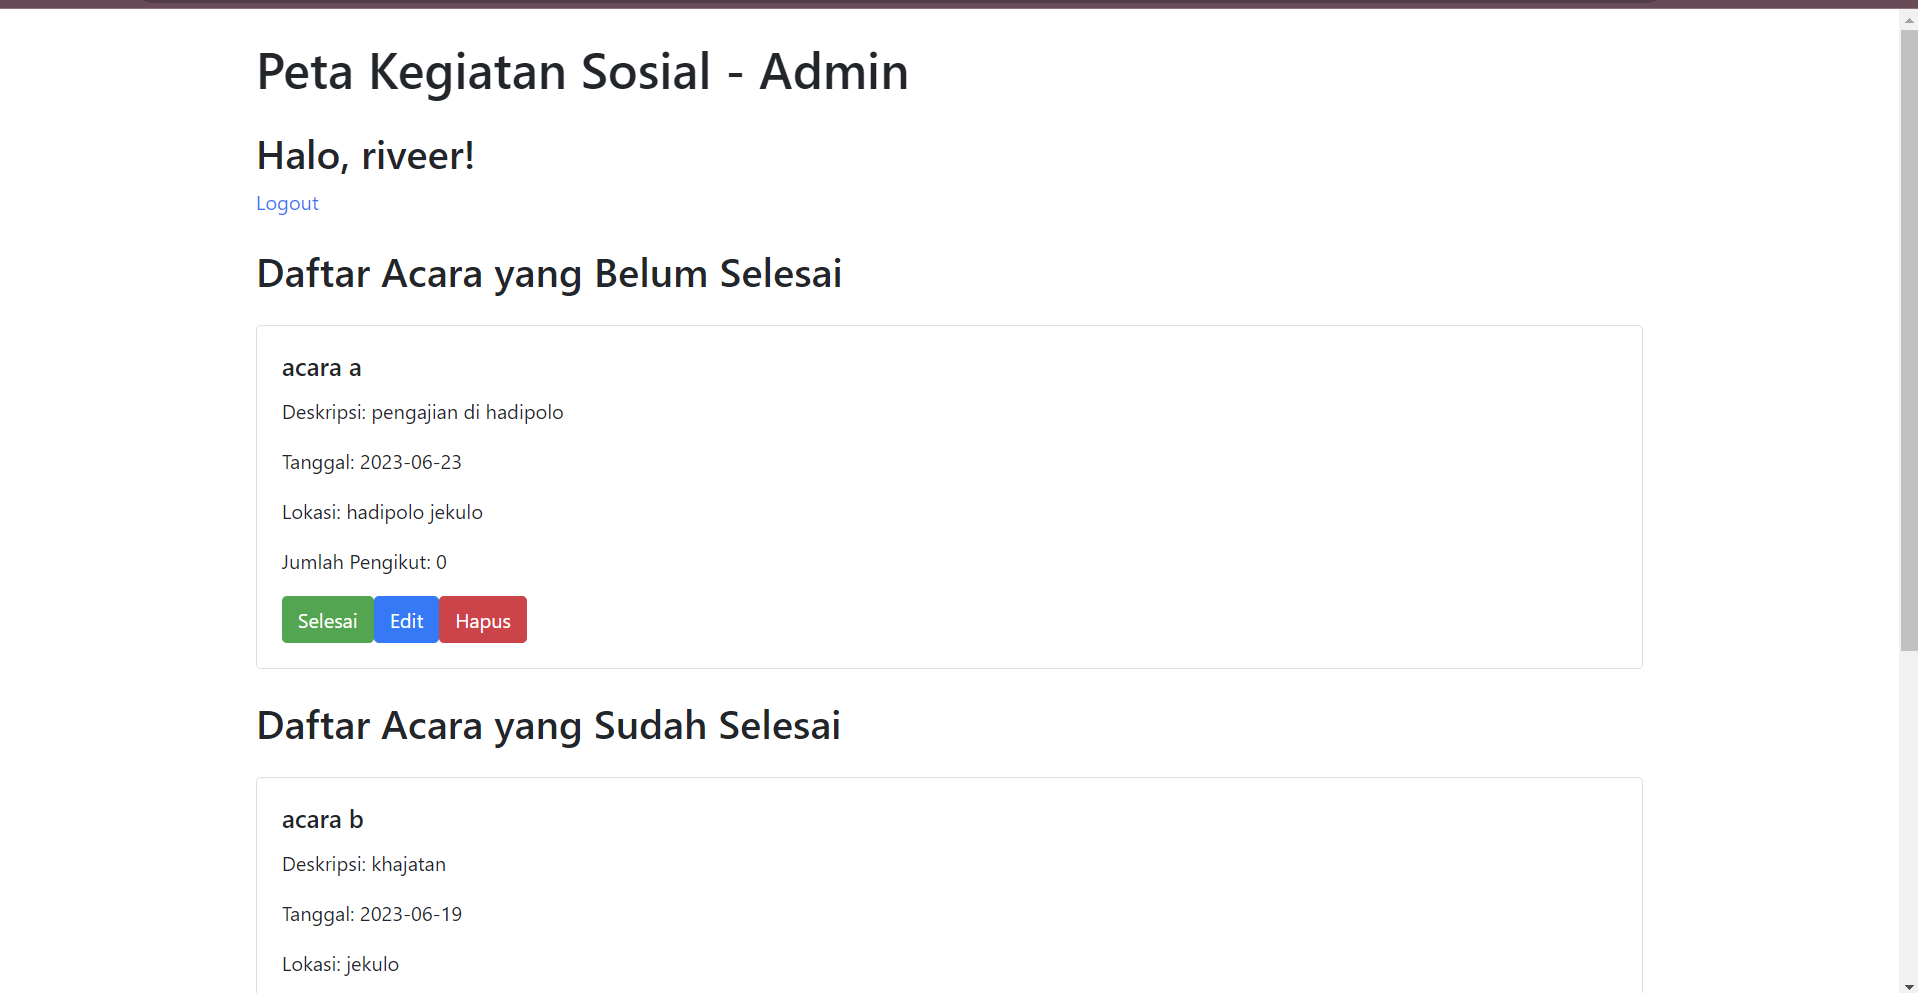 Peta Kegiatan Sosial - Admin
Halo, riveer!
Logout
Daftar Acara yang Belum Selesai
acara a
Deskripsi: pengajian di hadipolo
Tanggal: 2023-06-23
Lokasi: hadipolo jekulo
Jumlah Pengikut: 0
Selesai Edit Hapus
Daftar Acara yang Sudah Selesai
acara b
Deskripsi: khajatan
Tanggal: 2023-06-19
Lokasi: jekulo